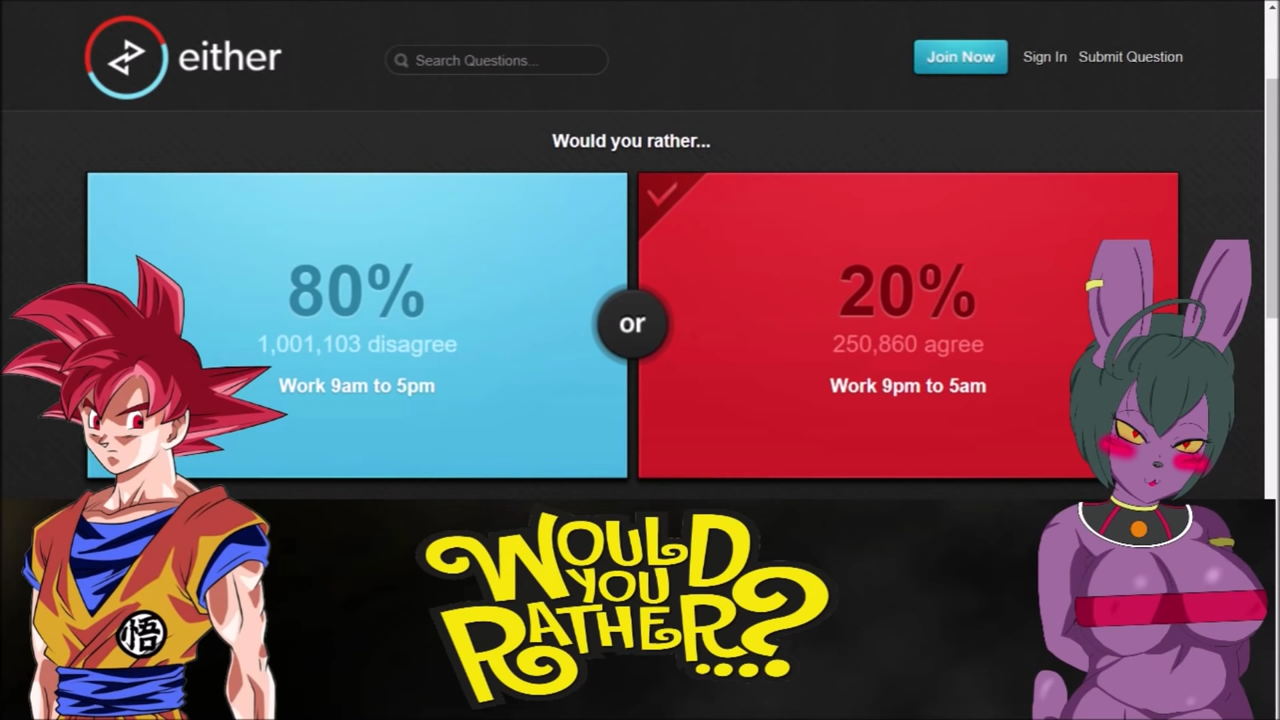 either
Search Questions...
Join Now
Sign In
Submit Question
Would you rather...
80%
1,001,103 disagree
Work 9am to 5pm
or
20%
250,860 agree
Work 9pm to 5am
悟
WOULD
YOU
RATHER...?